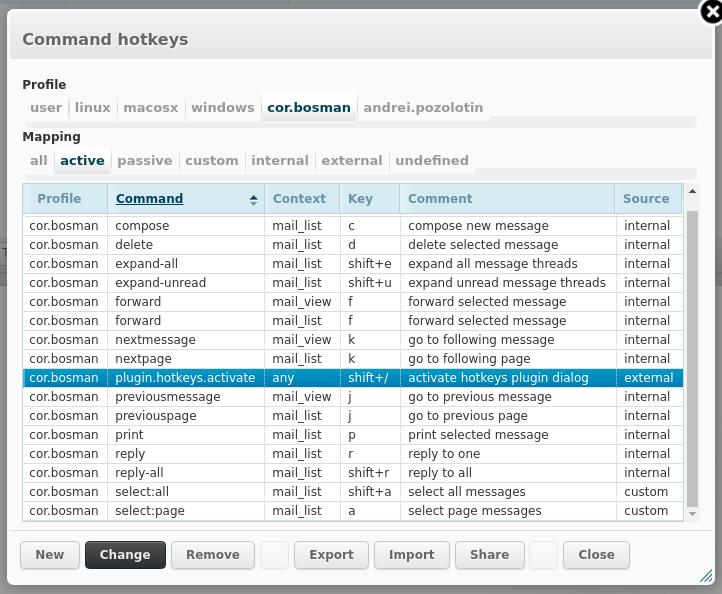 Command hotkeys
Profile
user linux macosx windows cor.bosman andrei.pozolotin
Mapping
all active passive custom internal external undefined
Profile Command Context Key Comment Source
cor.bosman compose mail_list c compose new message internal
cor.bosman delete mail_list d delete selected message internal
cor.bosman expand-all mail_list shift+e expand all message threads internal
cor.bosman expand-unread mail_list shift+u expand unread message threads internal
cor.bosman forward mail_view f forward selected message internal
cor.bosman forward mail_list f forward selected message internal
cor.bosman nextmessage mail_view k go to following message internal
cor.bosman nextpage mail_list k go to following page internal
cor.bosman plugin.hotkeys.activate any shift+/ activate hotkeys plugin dialog external
cor.bosman previousmessage mail_view j go to previous message internal
cor.bosman previouspage mail_list j go to previous page internal
cor.bosman print mail_list p print selected message internal
cor.bosman reply mail_list r reply to one internal
cor.bosman reply-all mail_list shift+r reply to all internal
cor.bosman select:all mail_list shift+a select all messages custom
cor.bosman select:page mail_list a select page messages custom
New Change Remove Export Import Share Close